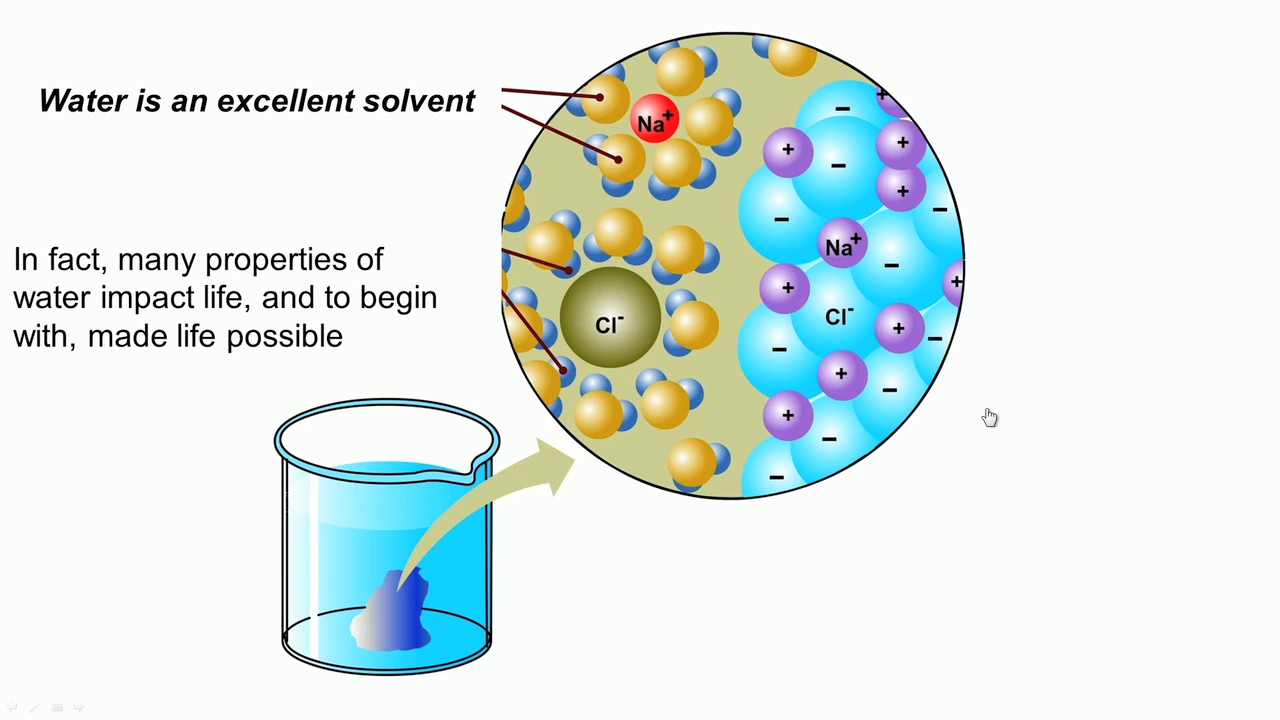 Water is an excellent solvent
In fact, many properties of
water impact life, and to begin
with, made life possible
Na+
Cl-
+
-
+
+
-
+
-
-
Na+
-
+
+
Cl-
+
-
-
+
-
+
-
-